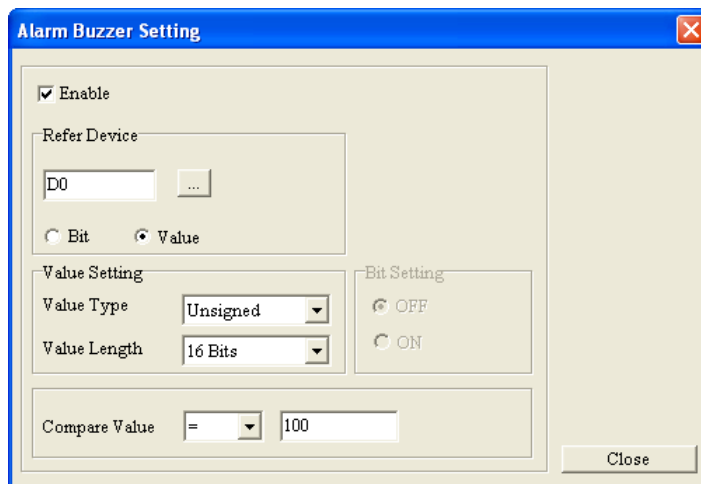 Alarm Buzzer Setting
Enable
Refer Device
D0 ...
Bit Value
Value Setting Bit Setting
Value Type Unsigned OFF
Value Length 16 Bits ON
Compare Value = 100
Close